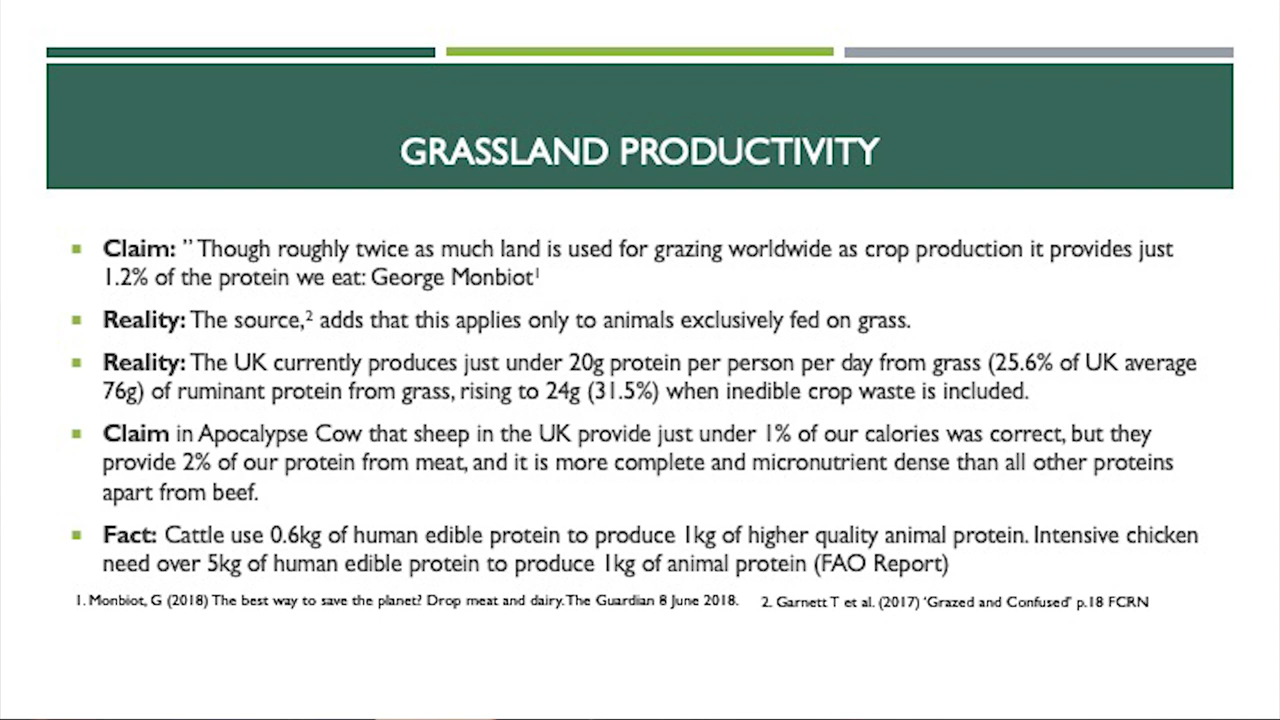 GRASSLAND PRODUCTIVITY
Claim: ” Though roughly twice as much land is used for grazing worldwide as crop production it provides just
1.2% of the protein we eat: George Monbiot¹
Reality: The source,² adds that this applies only to animals exclusively fed on grass.
Reality: The UK currently produces just under 20g protein per person per day from grass (25.6% of UK average
76g) of ruminant protein from grass, rising to 24g (31.5%) when inedible crop waste is included.
Claim in Apocalypse Cow that sheep in the UK provide just under 1% of our calories was correct, but they
provide 2% of our protein from meat, and it is more complete and micronutrient dense than all other proteins
apart from beef.
Fact: Cattle use 0.6kg of human edible protein to produce 1kg of higher quality animal protein. Intensive chicken
need over 5kg of human edible protein to produce 1kg of animal protein (FAO Report)
1. Monbiot, G (2018) The best way to save the planet? Drop meat and dairy. The Guardian 8 June 2018. 2. Garnett T et al. (2017) ‘Grazed and Confused’ p.18 FCRN